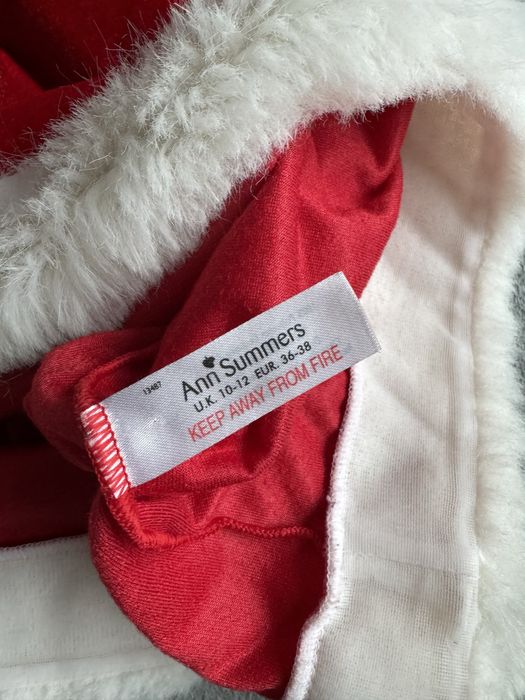 Ann Summers
U.K. 10-12 EUR. 36-38
KEEP AWAY FROM FIRE
13487